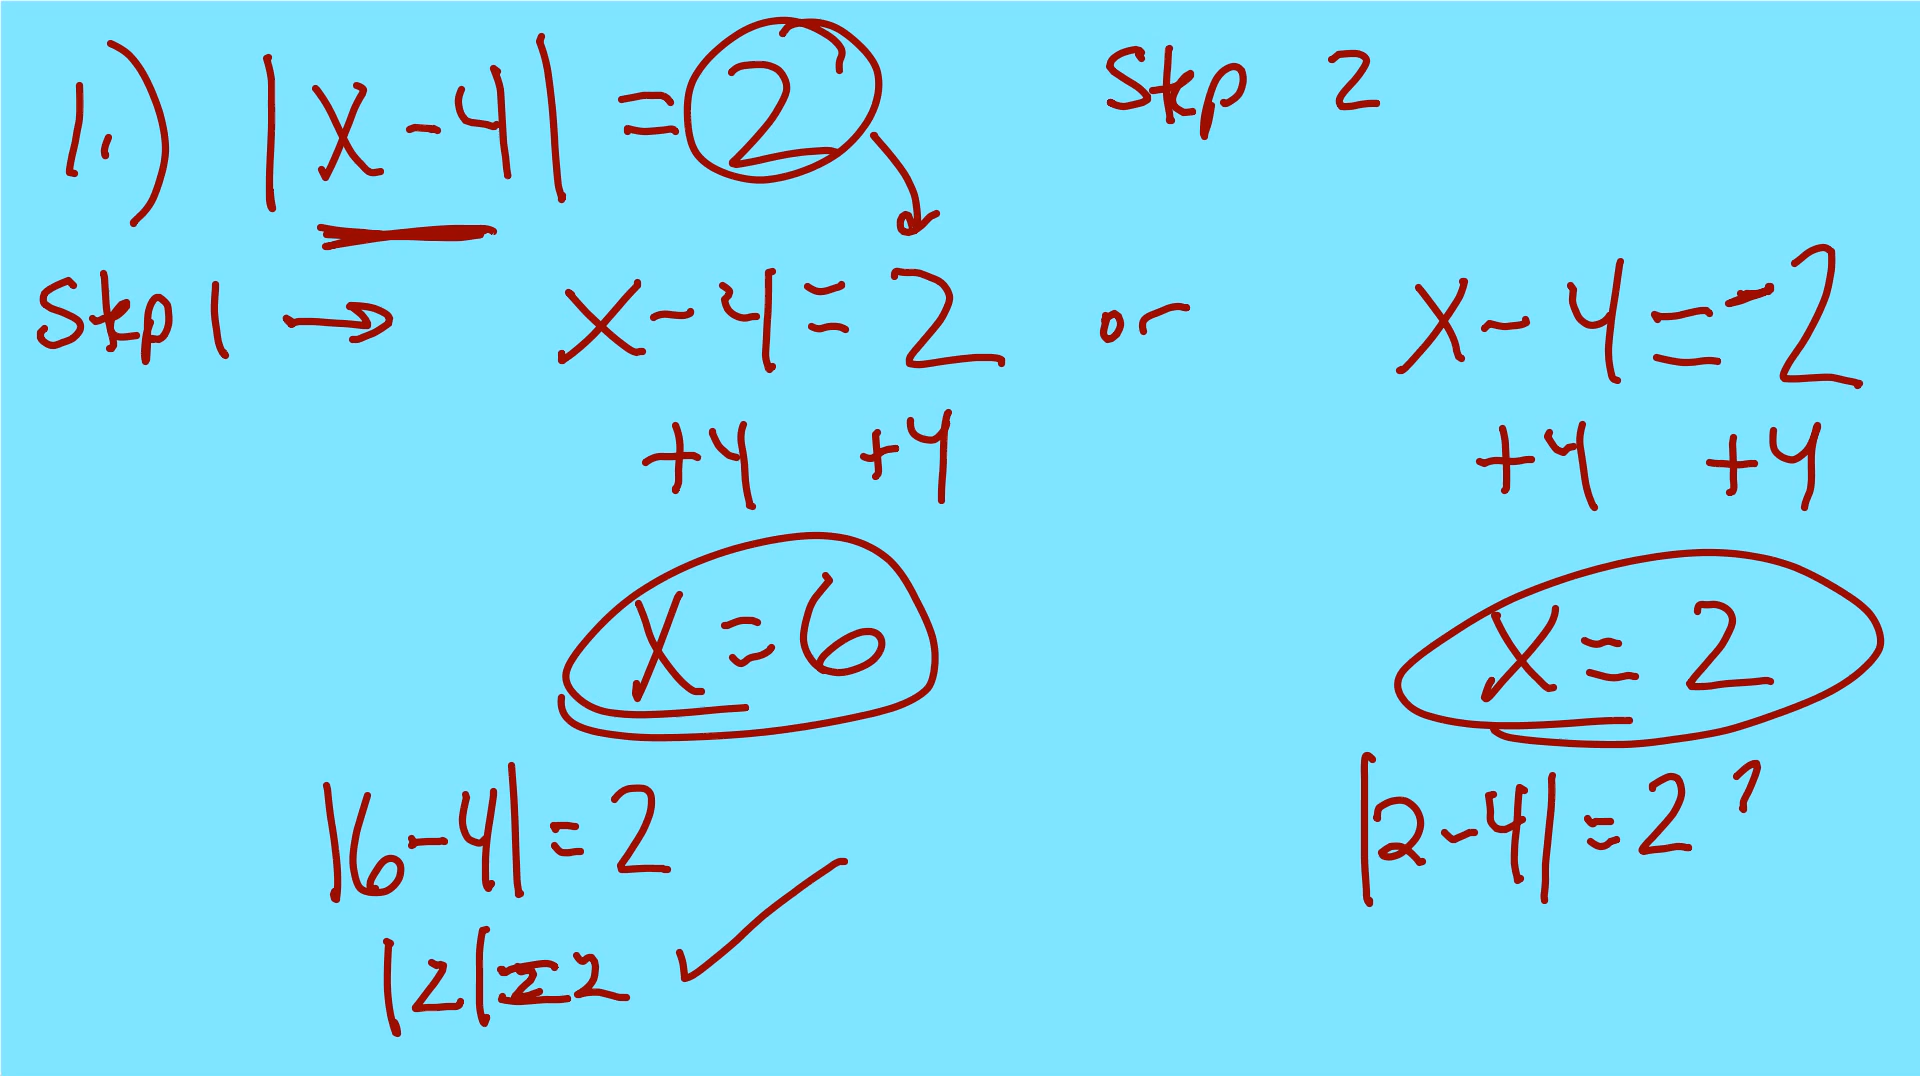 1.) |x-4| = 2
Step 2
Step 1 → x-4=2 or x-4=-2
+4 +4 +4 +4
x=6 x=2
|6-4|=2 |2-4|=2?
|2|=2 ✓